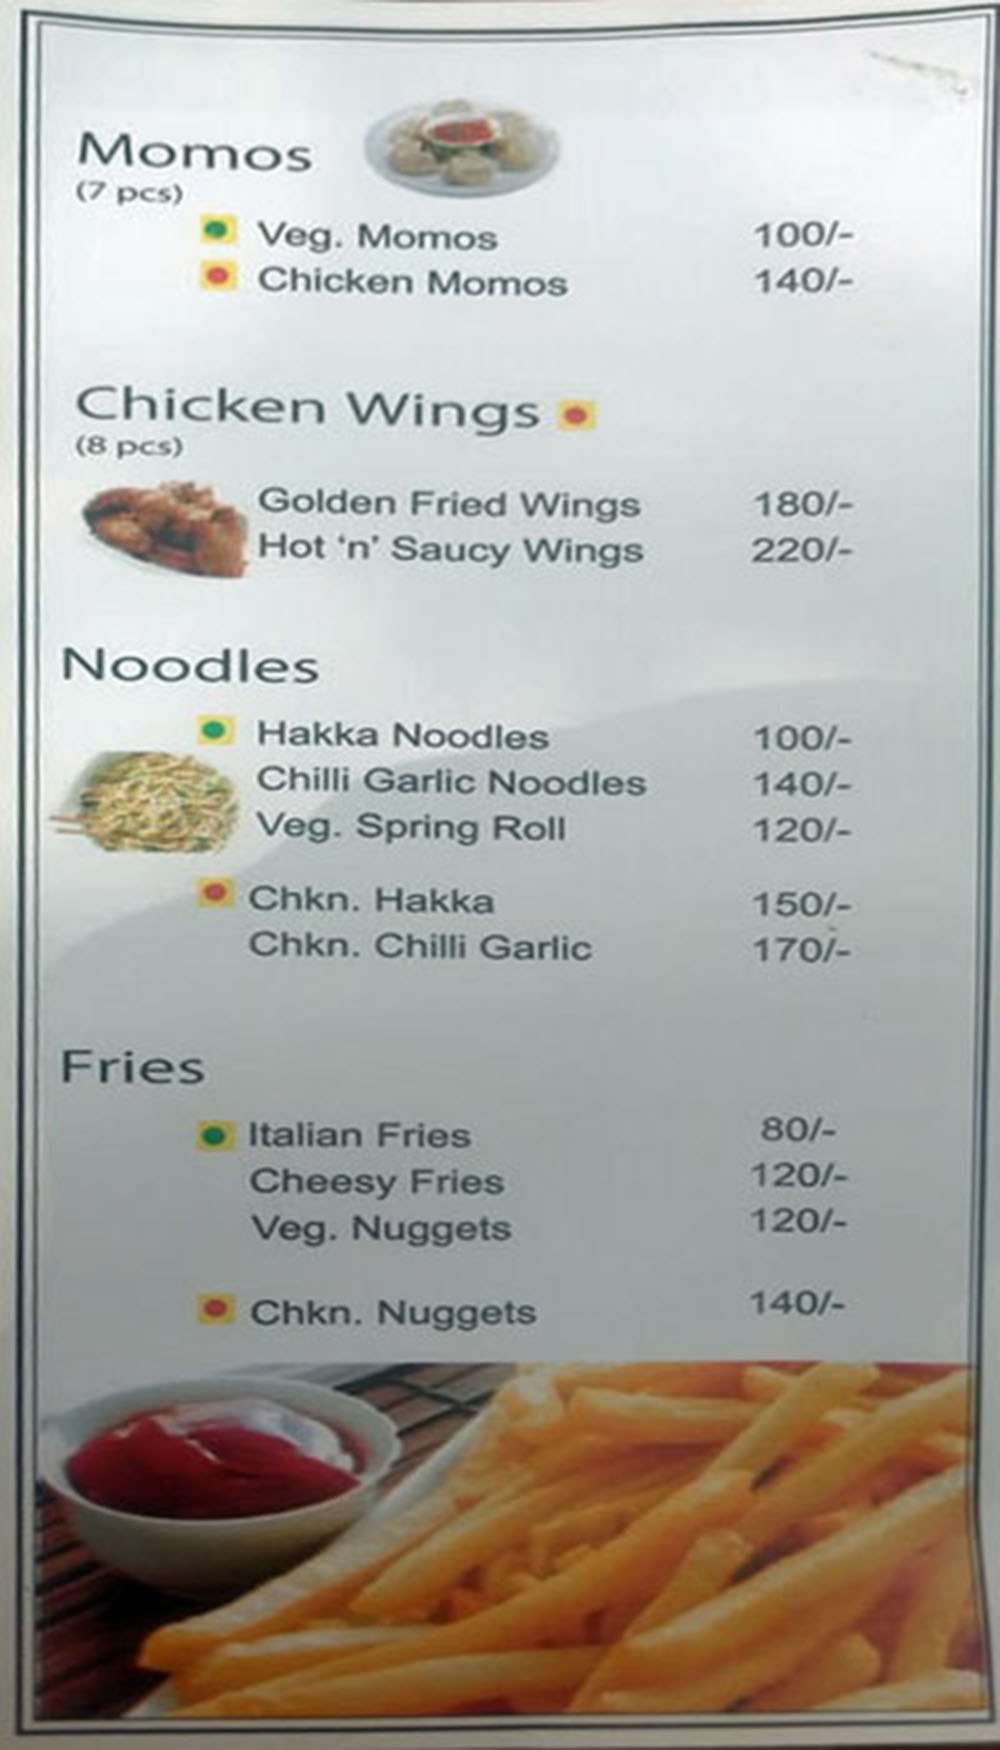 Momos
(7 pcs)
Veg. Momos 100/-
Chicken Momos 140/-
Chicken Wings
(8 pcs)
Golden Fried Wings 180/-
Hot ‘n’ Saucy Wings 220/-
Noodles
Hakka Noodles 100/-
Chilli Garlic Noodles 140/-
Veg. Spring Roll 120/-
Chkn. Hakka 150/-
Chkn. Chilli Garlic 170/-
Fries
Italian Fries 80/-
Cheesy Fries 120/-
Veg. Nuggets 120/-
Chkn. Nuggets 140/-